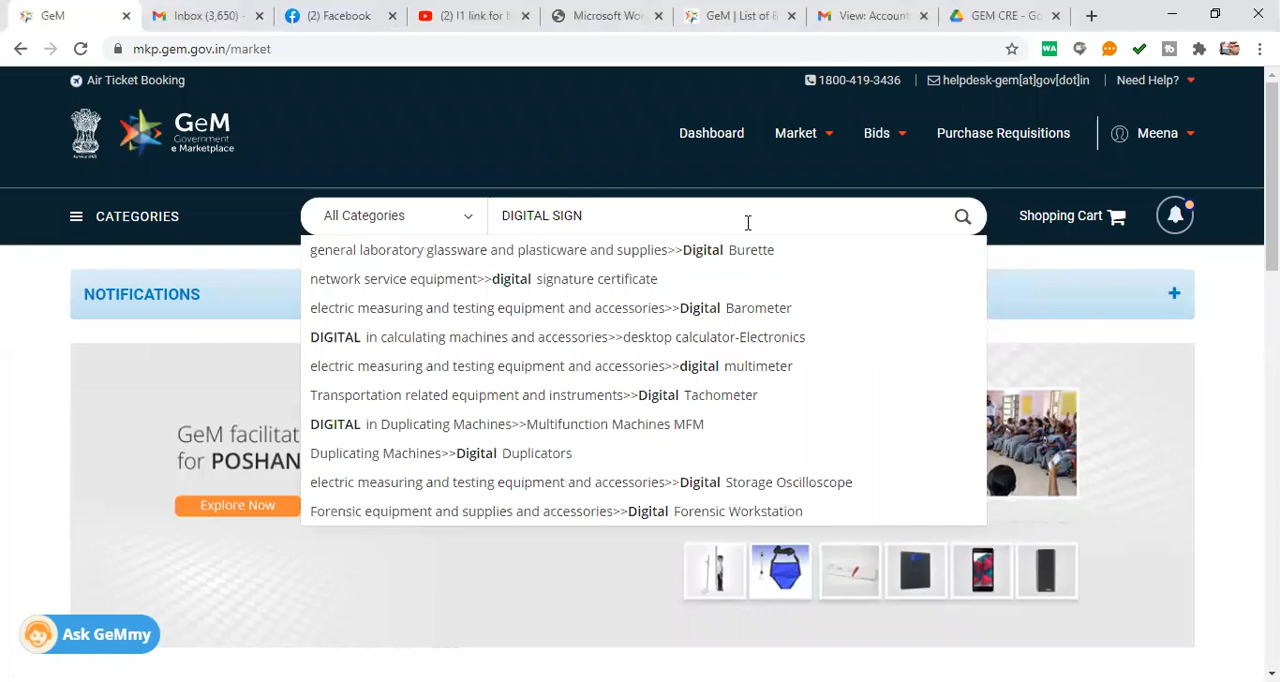 GeM
Inbox (3,650) -
(2) Facebook
(2) I1 link for b
Microsoft Wor
GeM | List of E
View: Account
GEM CRE - Go
mkp.gem.gov.in/market
Air Ticket Booking
1800-419-3436
helpdesk-gem[at]gov[dot]in
Need Help?
GeM
Government
e Marketplace
Dashboard
Market
Bids
Purchase Requisitions
Meena
CATEGORIES
All Categories
DIGITAL SIGN
Shopping Cart
general laboratory glassware and plasticware and supplies>>Digital Burette
network service equipment>>digital signature certificate
electric measuring and testing equipment and accessories>>Digital Barometer
DIGITAL in calculating machines and accessories>>desktop calculator-Electronics
electric measuring and testing equipment and accessories>>digital multimeter
Transportation related equipment and instruments>>Digital Tachometer
DIGITAL in Duplicating Machines>>Multifunction Machines MFM
Duplicating Machines>>Digital Duplicators
electric measuring and testing equipment and accessories>>Digital Storage Oscilloscope
Forensic equipment and supplies and accessories>>Digital Forensic Workstation
NOTIFICATIONS
GeM facilitat
for POSHAN
Explore Now
Ask GeMmy